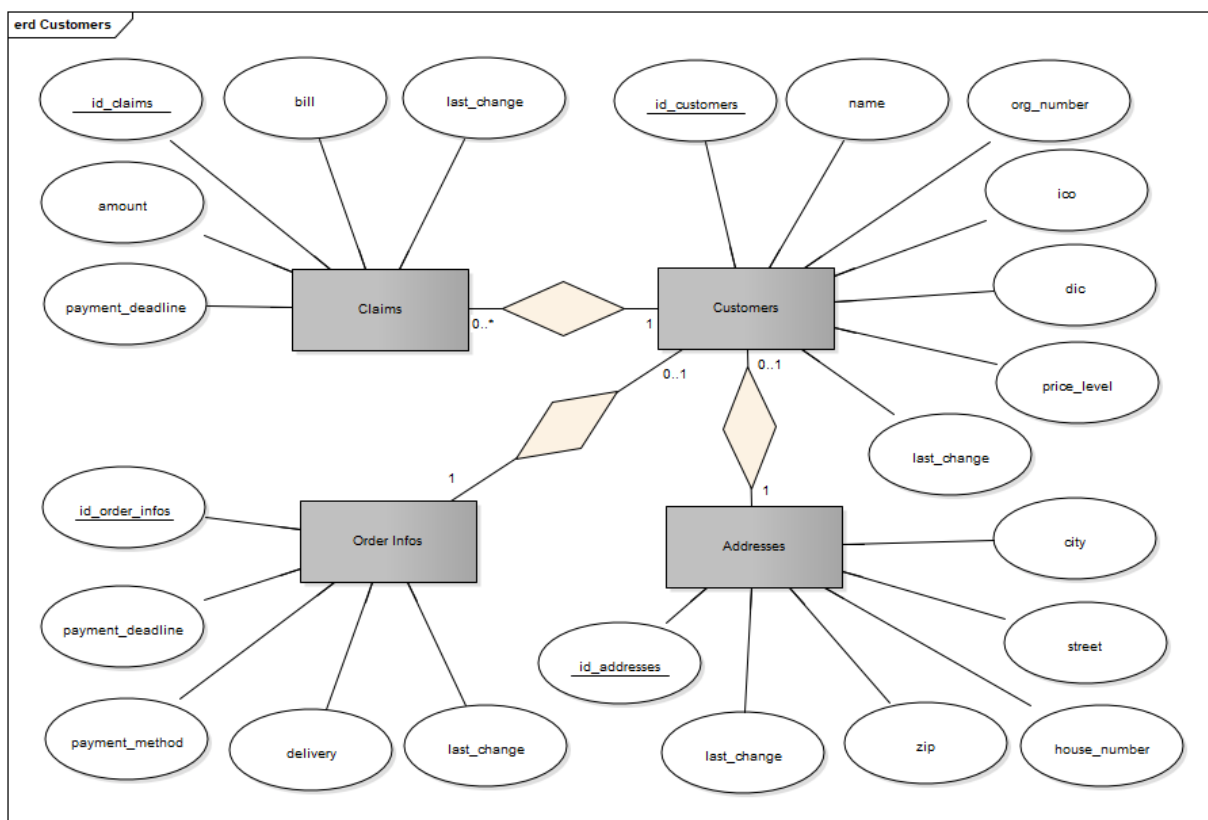 erd Customers
id_claims
bill
last_change
id_customers
name
org_number
amount
ico
payment_deadline
Claims
0..*
1
Customers
dic
0..1
0..1
price_level
last_change
1
1
id_order_infos
Order Infos
Addresses
city
payment_deadline
street
id_addresses
payment_method
delivery
last_change
last_change
zip
house_number